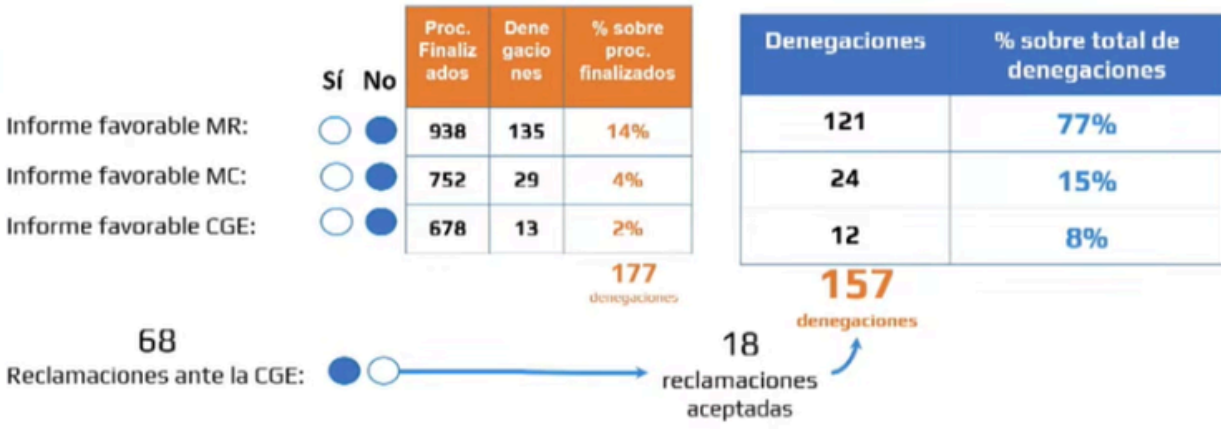 Sí No
Proc. Finaliz ados
Dene gacio nes
% sobre proc. finalizados
Informe favorable MR:
938 135 14%
Informe favorable MC:
752 29 4%
Informe favorable CGE:
678 13 2%
177
denegaciones
Denegaciones
% sobre total de denegaciones
121 77%
24 15%
12 8%
157
denegaciones
68
Reclamaciones ante la CGE:
18
reclamaciones
aceptadas